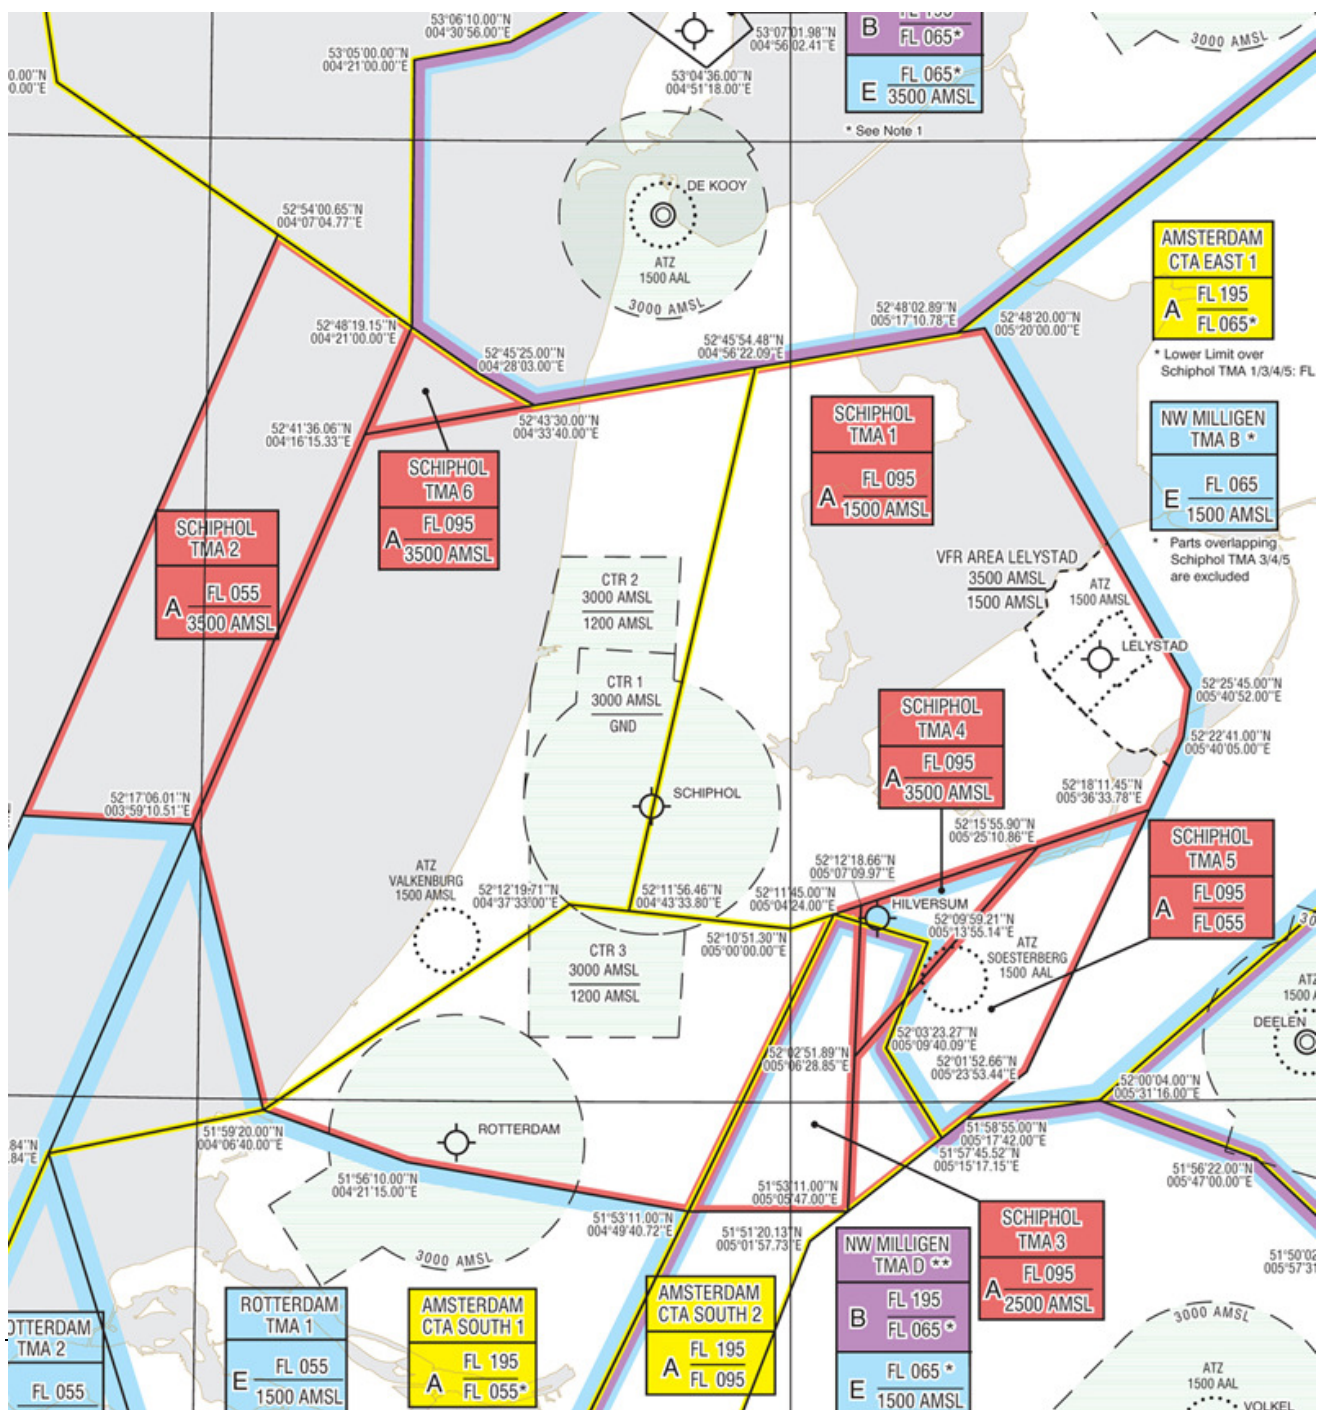 53°06'10.00"N
004°30'56.00"E
53°05'00.00"N
004°21'00.00"E
53°07'01.98"N
004°56'02.41"E
53°04'36.00"N
004°51'18.00"E
B
FL 065*
E
FL 065*
3500 AMSL
* See Note 1
3000 AMSL
0.00"N
0.00"E
DE KOOY
ATZ
1500 AAL
3000 AMSL
52°54'00.65"N
004°07'04.77"E
52°48'19.15"N
004°21'00.00"E
52°45'25.00"N
004°28'03.00"E
52°45'54.48"N
004°56'22.09"E
52°48'02.89"N
005°17'10.78"E
52°48'20.00"N
005°20'00.00"E
AMSTERDAM
CTA EAST 1
A
FL 195
FL 065*
* Lower Limit over
Schiphol TMA 1/3/4/5: FL
52°41'36.06"N
004°16'15.33"E
52°43'30.00"N
004°33'40.00"E
SCHIPHOL
TMA 6
A
FL 095
3500 AMSL
SCHIPHOL
TMA 1
A
FL 095
1500 AMSL
NW MILLIGEN
TMA B *
E
FL 065
1500 AMSL
* Parts overlapping
Schiphol TMA 3/4/5
are excluded
SCHIPHOL
TMA 2
A
FL 055
3500 AMSL
CTR 2
3000 AMSL
1200 AMSL
VFR AREA LELYSTAD
3500 AMSL
1500 AMSL
ATZ
1500 AMSL
LELYSTAD
CTR 1
3000 AMSL
GND
52°25'45.00"N
005°40'52.00"E
52°22'41.00"N
005°40'05.00"E
SCHIPHOL
TMA 4
A
FL 095
3500 AMSL
52°18'11.45"N
005°36'33.78"E
SCHIPHOL
N
52°17'06.01"N
003°59'10.51"E
52°15'55.90"N
005°25'10.86"E
SCHIPHOL
TMA 5
A
FL 095
FL 055
ATZ
VALKENBURG
1500 AMSL
52°12'19.71"N
004°37'33.00"E
52°11'56.46"N
004°43'33.80"E
52°12'18.66"N
005°07'09.97"E
52°11'45.00"N
005°04'24.00"E
HILVERSUM
52°09'59.21"N
005°13'55.14"E
52°10'51.30"N
005°00'00.00"E
ATZ
SOESTERBERG
1500 AAL
CTR 3
3000 AMSL
1200 AMSL
30
ATZ
1500 A
DEELEN
52°03'23.27"N
005°09'40.09"E
52°02'51.89"N
005°06'28.85"E
52°01'52.66"N
005°23'53.44"E
52°00'04.00"N
005°31'16.00"E
.84"N
.84"E
51°59'20.00"N
004°06'40.00"E
ROTTERDAM
51°58'55.00"N
005°17'42.00"E
51°57'45.52"N
005°15'17.15"E
51°56'10.00"N
004°21'15.00"E
51°56'22.00"N
005°47'00.00"E
51°53'11.00"N
005°05'47.00"E
51°53'11.00"N
004°49'40.72"E
51°51'20.13"N
005°01'57.73"E
SCHIPHOL
TMA 3
A
FL 095
2500 AMSL
3000 AMSL
51°50'02
005°57'31
NW MILLIGEN
TMA D **
B
FL 195
FL 065*
E
FL 065*
1500 AMSL
AMSTERDAM
CTA SOUTH 2
A
FL 195
FL 095
AMSTERDAM
CTA SOUTH 1
A
FL 195
FL 055*
ROTTERDAM
TMA 1
E
FL 055
1500 AMSL
OTTERDAM
TMA 2
FL 055
3000 AMSL
ATZ
1500 AAL
VOLKEL